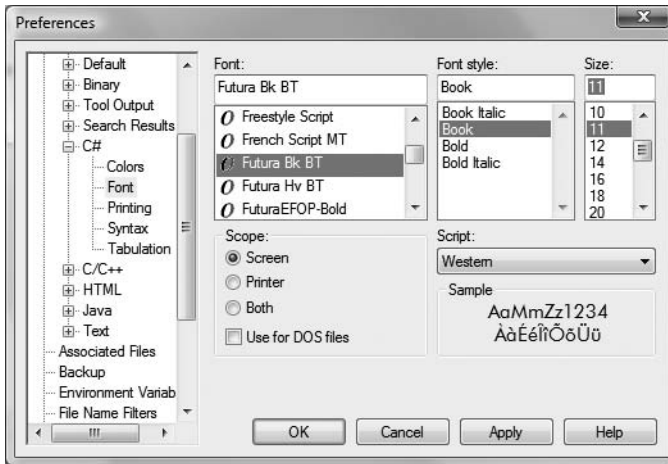 Preferences
Default
Binary
Tool Output
Search Results
C#
Colors
Font
Printing
Syntax
Tabulation
C/C++
HTML
Java
Text
Associated Files
Backup
Environment Variab
File Name Filters
Font:
Futura Bk BT
Freestyle Script
French Script MT
Futura Bk BT
Futura Hv BT
FuturaEFOP-Bold
Font style:
Book
Book Italic
Book
Bold
Bold Italic
Size:
11
10
11
12
14
16
18
20
Scope:
Screen
Printer
Both
Use for DOS files
Script:
Western
Sample
AaMmZz1234
ÀàÉéÎîÕõÜü
OK
Cancel
Apply
Help